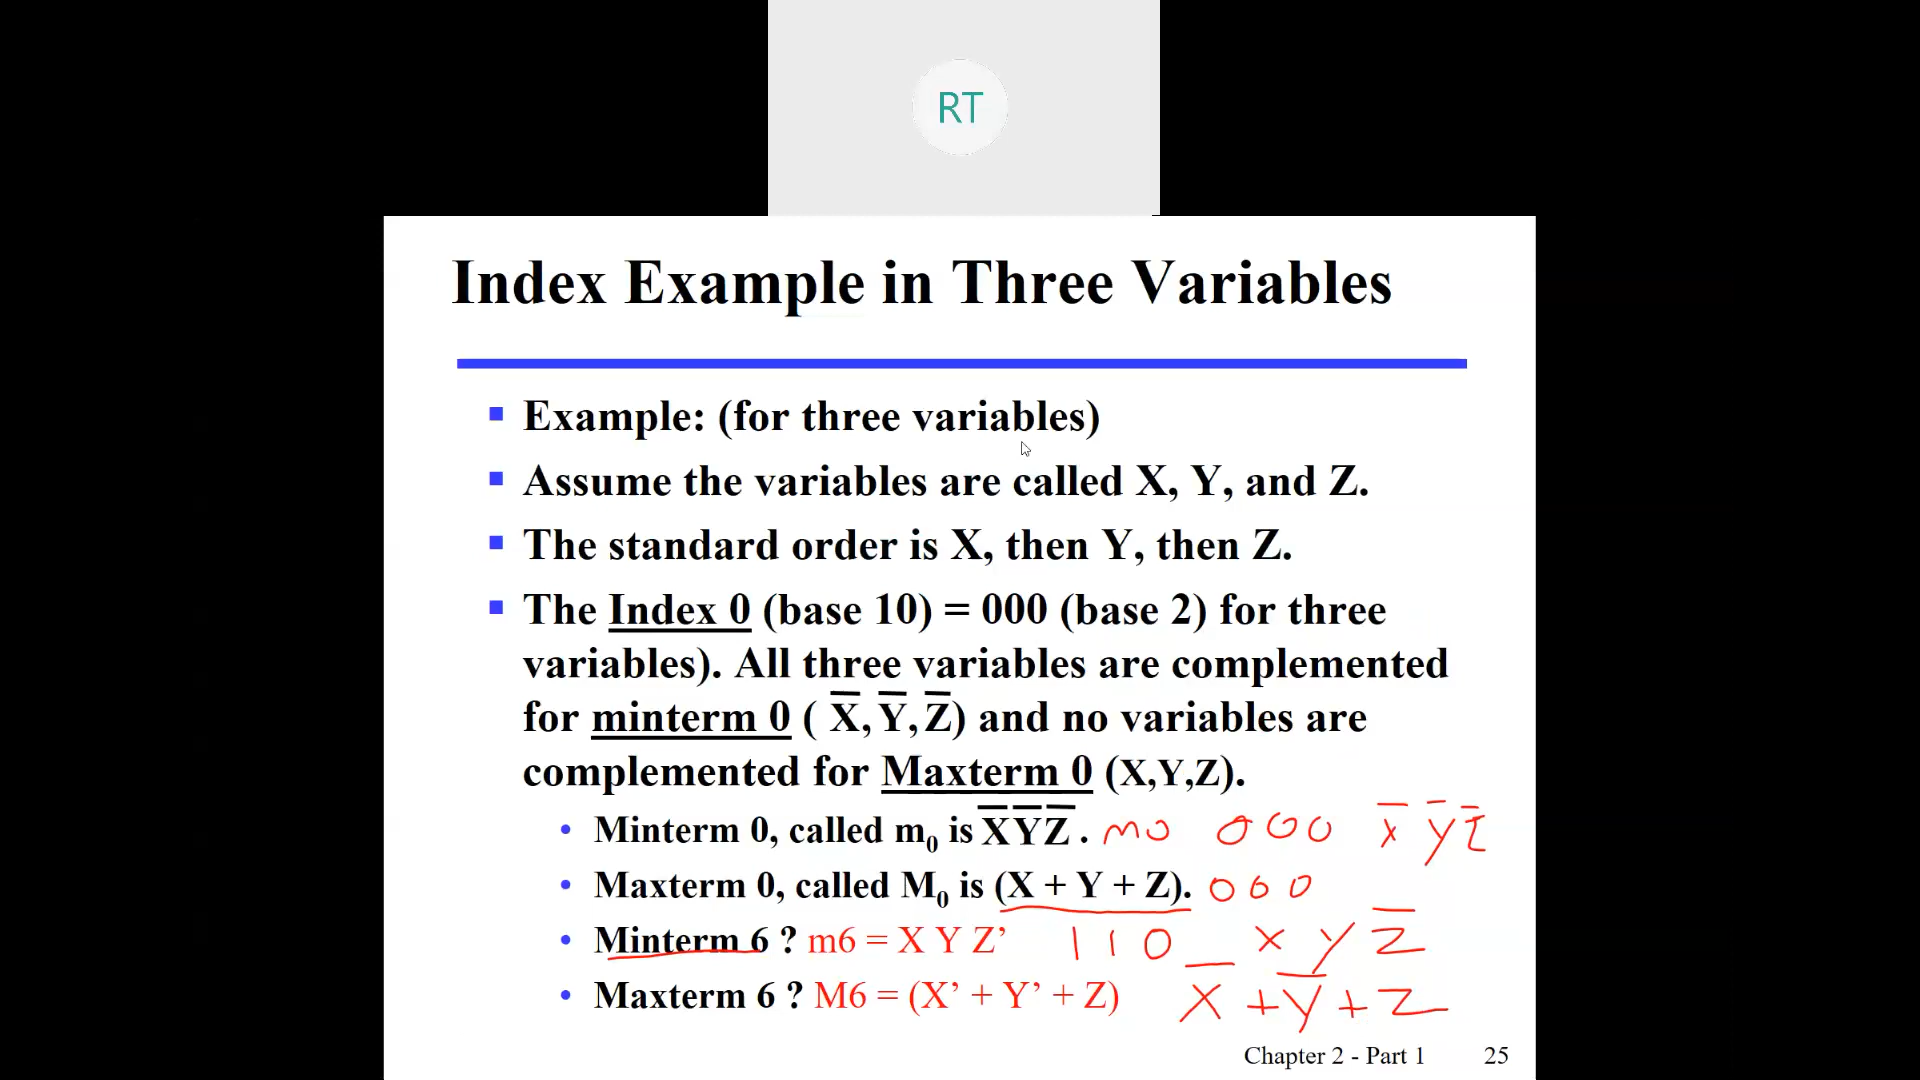 RT
Index Example in Three Variables
Example: (for three variables)
Assume the variables are called X, Y, and Z.
The standard order is X, then Y, then Z.
The Index 0 (base 10) = 000 (base 2) for three
variables). All three variables are complemented
for minterm 0 ( X̅, Y̅, Z̅) and no variables are
complemented for Maxterm 0 (X,Y,Z).
• Minterm 0, called m₀ is X̅Y̅Z̅ . m0 000 X̅ Y̅ Z̅
• Maxterm 0, called M₀ is (X + Y + Z). 000
• Minterm 6 ? m6 = X Y Z’ 110 X Y Z̅
• Maxterm 6 ? M6 = (X’ + Y’ + Z) X̅ + Y̅ + Z
Chapter 2 - Part 1 25